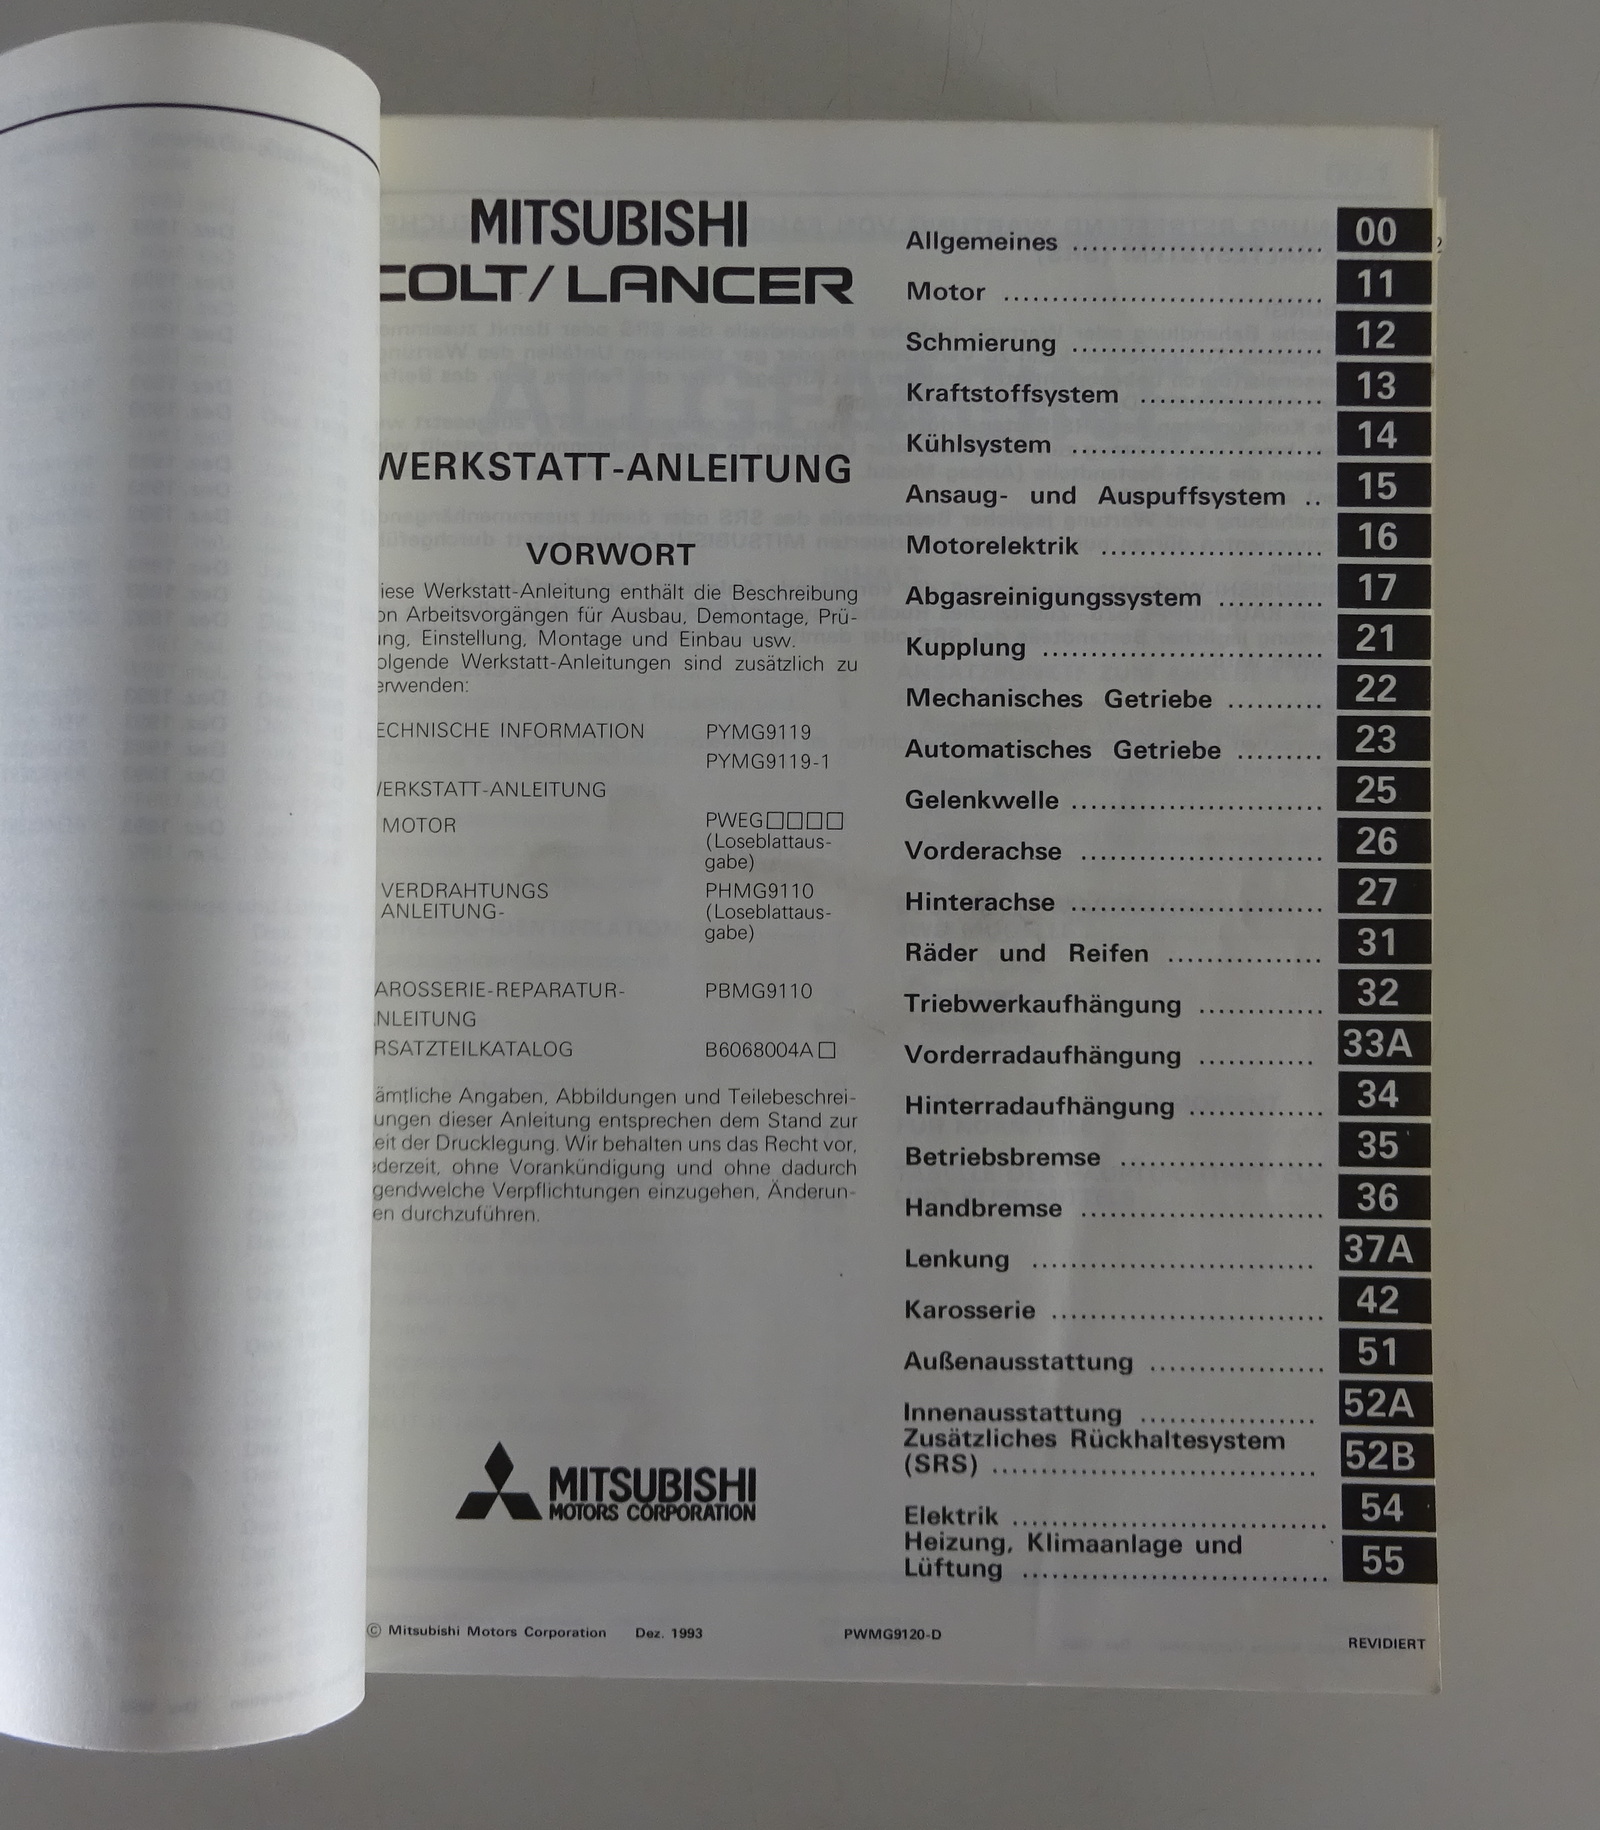 MITSUBISHI
COLT/LANCER
WERKSTATT-ANLEITUNG
VORWORT
iese Werkstatt-Anleitung enthält die Beschreibung
on Arbeitsvorgängen für Ausbau, Demontage, Prü-
ng, Einstellung, Montage und Einbau usw.
olgende Werkstatt-Anleitungen sind zusätzlich zu
erwenden:
ECHNISCHE INFORMATION PYMG9119
PYMG9119-1
ERKSTATT-ANLEITUNG
MOTOR PWEG□□□□
(Loseblattaus-
gabe)
VERDRAHTUNGS PHMG9110
ANLEITUNG- (Loseblattaus-
gabe)
AROSSERIE-REPARATUR- PBMG9110
NLEITUNG
RSATZTEILKATALOG B6068004A□
ämtliche Angaben, Abbildungen und Teilebeschrei-
ungen dieser Anleitung entsprechen dem Stand zur
eit der Drucklegung. Wir behalten uns das Recht vor,
derzeit, ohne Vorankündigung und ohne dadurch
gendwelche Verpflichtungen einzugehen, Änderun-
en durchzuführen.
MITSUBISHI
MOTORS CORPORATION
Allgemeines .......................... 00
Motor ................................. 11
Schmierung .......................... 12
Kraftstoffsystem ................... 13
Kühlsystem .......................... 14
Ansaug- und Auspuffsystem .. 15
Motorelektrik ....................... 16
Abgasreinigungssystem ........... 17
Kupplung ............................. 21
Mechanisches Getriebe .......... 22
Automatisches Getriebe ......... 23
Gelenkwelle .......................... 25
Vorderachse ......................... 26
Hinterachse .......................... 27
Räder und Reifen ................ 31
Triebwerkaufhängung ............. 32
Vorderradaufhängung ............ 33A
Hinterradaufhängung .............. 34
Betriebsbremse ..................... 35
Handbremse ......................... 36
Lenkung ............................. 37A
Karosserie ............................ 42
Außenausstattung .................. 51
Innenausstattung .................. 52A
Zusätzliches Rückhaltesystem
(SRS) ................................. 52B
Elektrik ................................ 54
Heizung, Klimaanlage und
Lüftung ............................... 55
© Mitsubishi Motors Corporation Dez. 1993 PWMG9120-D REVIDIERT